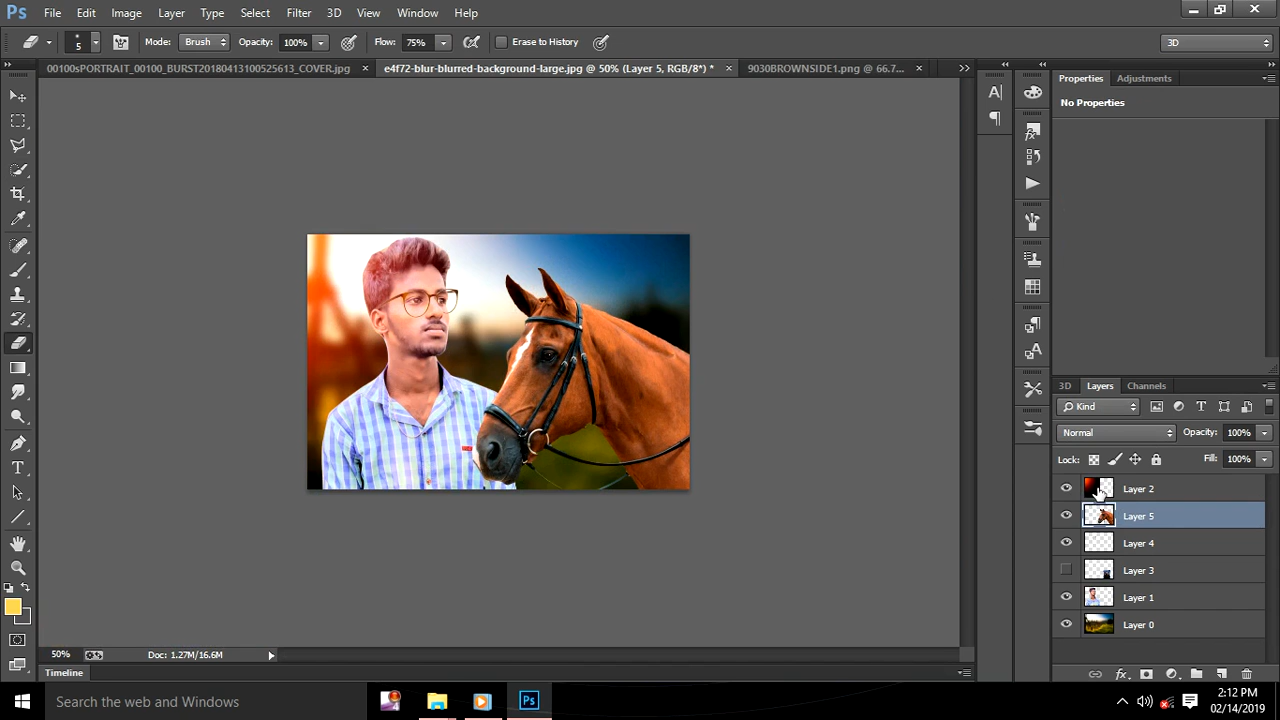 Ps File Edit Image Layer Type Select Filter 3D View Window Help
5 Mode: Brush Opacity: 100% Flow: 75% Erase to History 3D
00100sPORTRAIT_00100_BURST20180413100525613_COVER.jpg × e4f72-blur-blurred-background-large.jpg @ 50% (Layer 5, RGB/8*) * × 9030BROWNSIDE1.png @ 66.7... ×
Properties Adjustments
No Properties
3D Layers Channels
Kind
Normal Opacity: 100%
Lock: Fill: 100%
Layer 2
Layer 5
Layer 4
Layer 3
Layer 1
Layer 0
50% Doc: 1.27M/16.6M
Timeline
Search the web and Windows
Ps
2:12 PM
02/14/2019